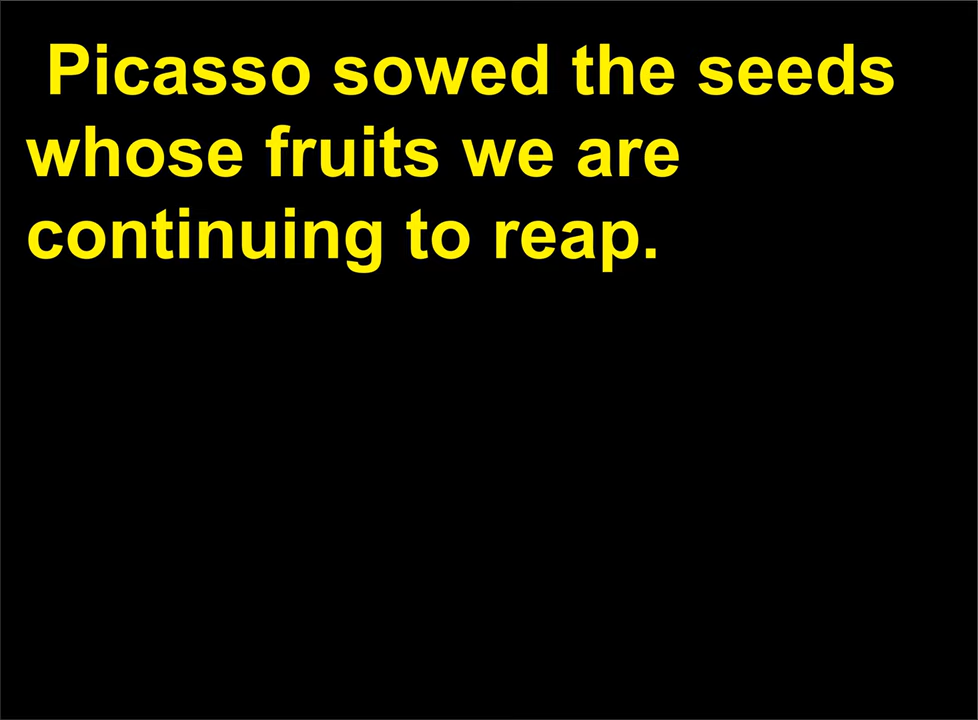 Picasso sowed the seeds
whose fruits we are
continuing to reap.